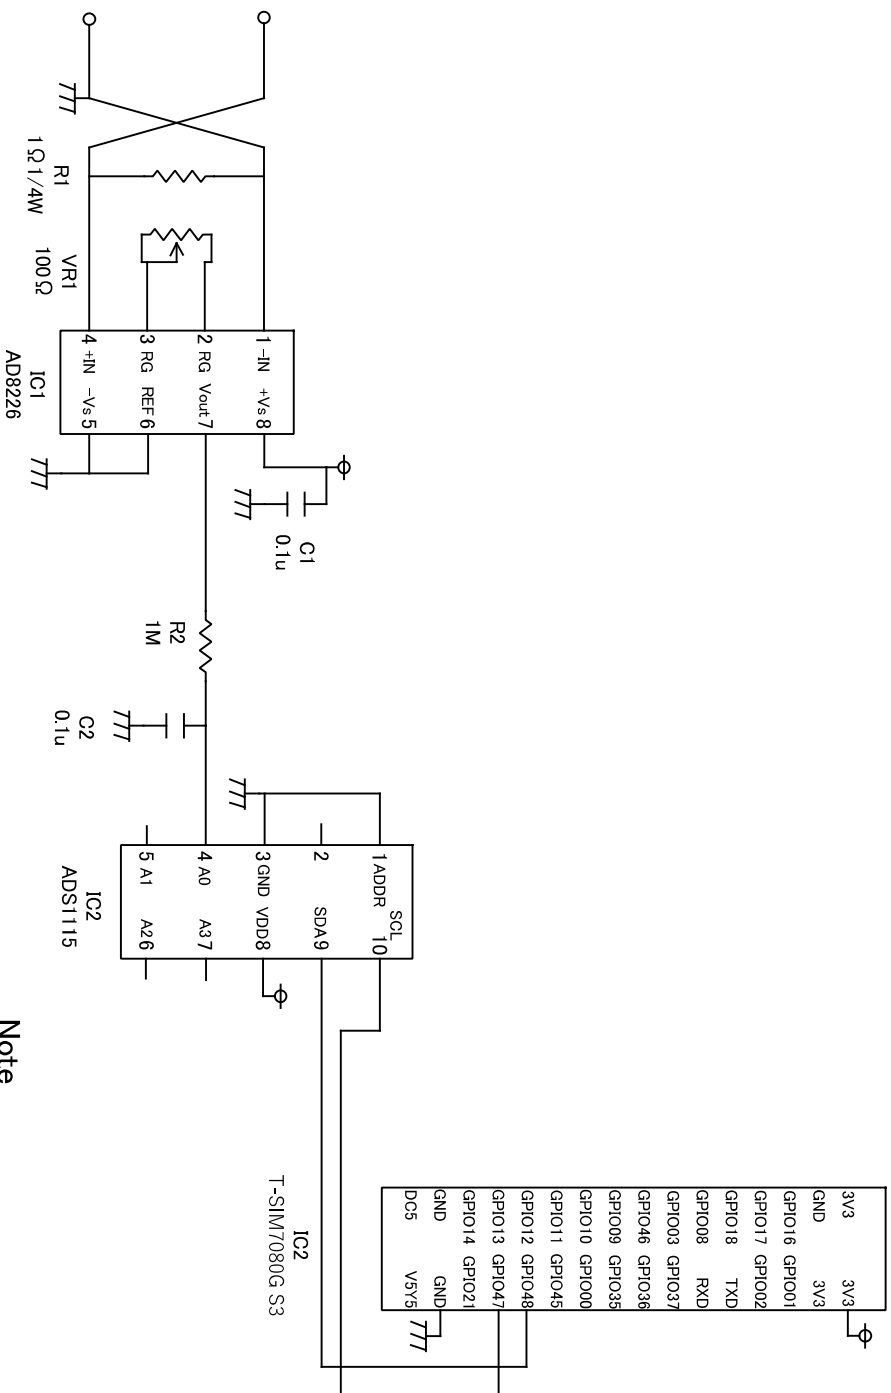 R1
1Ω1/4W
VR1
100Ω
1 -IN +Vs 8
2 RG Vout 7
3 RG REF 6
4 +IN -Vs 5
IC1
AD8226
C1
0.1u
R2
1M
C2
0.1u
1 ADDR SCL 10
2 SDA 9
3 GND VDD 8
4 A0 A3 7
5 A1 A2 6
IC2
ADS1115
3V3 3V3
GND 3V3
GPIO16 GPIO01
GPIO17 GPIO02
GPIO18 TXD
GPIO08 RXD
GPIO03 GPIO37
GPIO46 GPIO36
GPIO09 GPIO35
GPIO10 GPIO00
GPIO11 GPIO45
GPIO12 GPIO48
GPIO13 GPIO47
GPIO14 GPIO21
GND GND
DC5 V5Y5
IC2
T-SIM7080G S3
Note